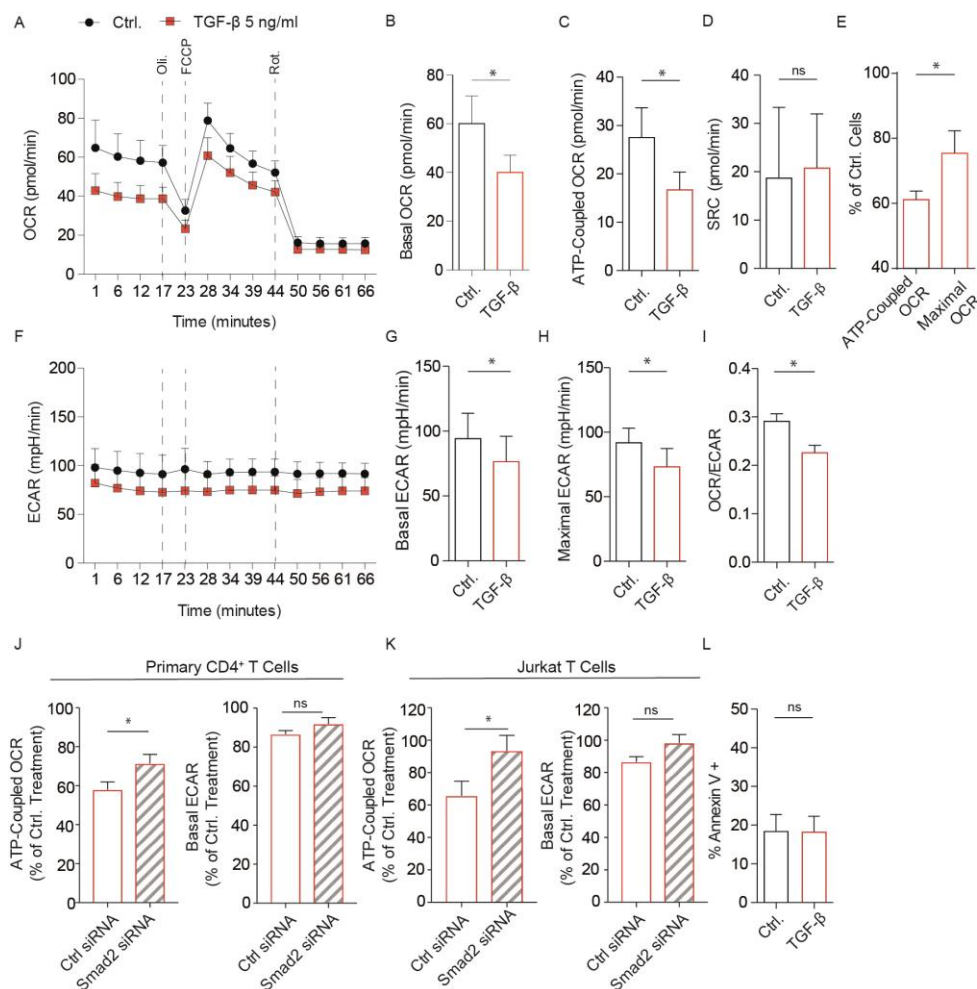 A
Ctrl.
TGF-β 5 ng/ml
Oli.
FCCP
Rot.
OCR (pmol/min)
100
80
60
40
20
0
1 6 12 17 23 28 34 39 44 50 56 61 66
Time (minutes)
B
*
Basal OCR (pmol/min)
80
60
40
20
0
Ctrl.
TGF-β
C
*
ATP-Coupled OCR (pmol/min)
40
30
20
10
0
Ctrl.
TGF-β
D
ns
SRC (pmol/min)
40
30
20
10
0
Ctrl.
TGF-β
E
*
% of Ctrl. Cells
100
80
60
40
ATP-Coupled
OCR
Maximal
OCR
F
ECAR (mpH/min)
200
150
100
50
0
1 6 12 17 23 28 34 39 44 50 56 61 66
Time (minutes)
G
*
Basal ECAR (mpH/min)
150
100
50
0
Ctrl.
TGF-β
H
*
Maximal ECAR (mpH/min)
150
100
50
0
Ctrl.
TGF-β
I
*
OCR/ECAR
0.4
0.3
0.2
0.1
0.0
Ctrl.
TGF-β
J
Primary CD4⁺ T Cells
*
ATP-Coupled OCR
(% of Ctrl. Treatment)
100
80
60
40
20
0
Ctrl siRNA
Smad2 siRNA
ns
Basal ECAR
(% of Ctrl. Treatment)
100
80
60
40
20
0
Ctrl siRNA
Smad2 siRNA
K
Jurkat T Cells
*
ATP-Coupled OCR
(% of Ctrl. Treatment)
120
100
80
60
40
20
0
Ctrl siRNA
Smad2 siRNA
ns
Basal ECAR
(% of Ctrl. Treatment)
120
100
80
60
40
20
0
Ctrl siRNA
Smad2 siRNA
L
ns
% Annexin V +
50
40
30
20
10
0
Ctrl.
TGF-β